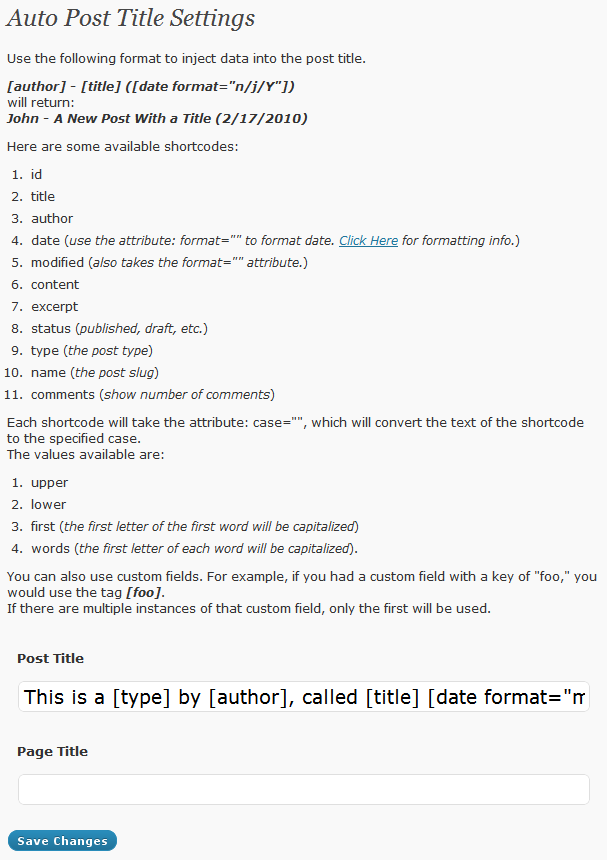 Auto Post Title Settings
Use the following format to inject data into the post title.
[author] - [title] ([date format="n/j/Y"])
will return:
John - A New Post With a Title (2/17/2010)
Here are some available shortcodes:
1. id
2. title
3. author
4. date (use the attribute: format="" to format date. Click Here for formatting info.)
5. modified (also takes the format="" attribute.)
6. content
7. excerpt
8. status (published, draft, etc.)
9. type (the post type)
10. name (the post slug)
11. comments (show number of comments)
Each shortcode will take the attribute: case="", which will convert the text of the shortcode
to the specified case.
The values available are:
1. upper
2. lower
3. first (the first letter of the first word will be capitalized)
4. words (the first letter of each word will be capitalized).
You can also use custom fields. For example, if you had a custom field with a key of "foo," you
would use the tag [foo].
If there are multiple instances of that custom field, only the first will be used.
Post Title
This is a [type] by [author], called [title] [date format="m
Page Title
Save Changes